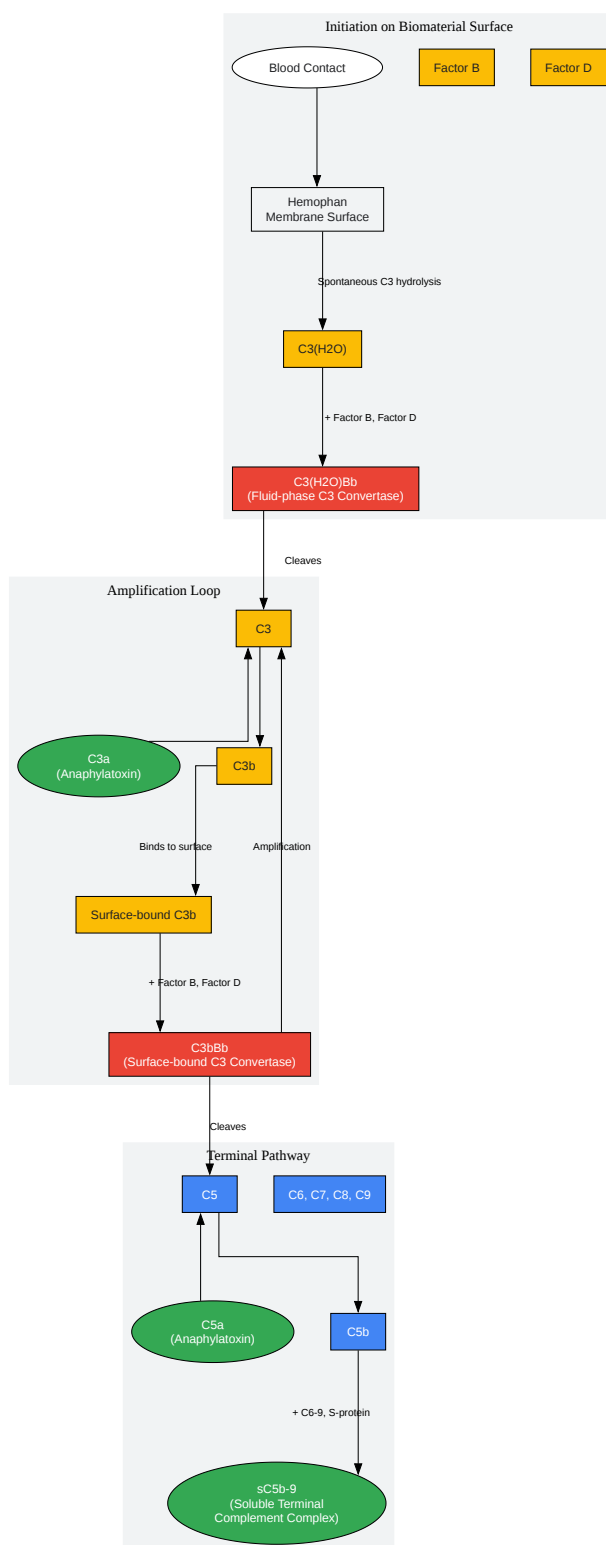 Initiation on Biomaterial Surface
Blood Contact
Factor B
Factor D
Hemophan
Membrane Surface
Spontaneous C3 hydrolysis
C3(H2O)
+ Factor B, Factor D
C3(H2O)Bb
(Fluid-phase C3 Convertase)
Cleaves
Amplification Loop
C3
C3a
(Anaphylatoxin)
C3b
Binds to surface
Amplification
Surface-bound C3b
+ Factor B, Factor D
C3bBb
(Surface-bound C3 Convertase)
Cleaves
Terminal Pathway
C5
C6, C7, C8, C9
C5a
(Anaphylatoxin)
C5b
+ C6-9, S-protein
sC5b-9
(Soluble Terminal
Complement Complex)